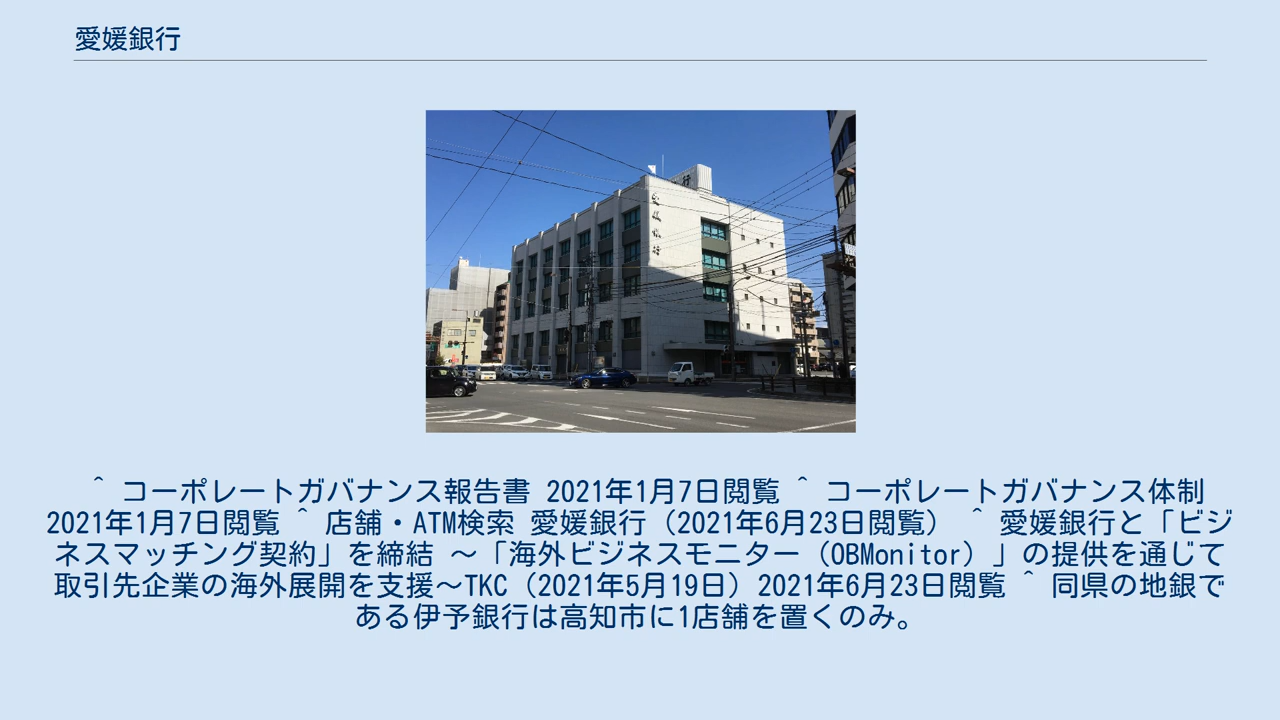 愛媛銀行
行
愛媛銀行
＾ コーポレートガバナンス報告書 2021年1月7日閲覧 ＾ コーポレートガバナンス体制
2021年1月7日閲覧 ＾ 店舗・ATM検索 愛媛銀行（2021年6月23日閲覧） ＾ 愛媛銀行と「ビジ
ネスマッチング契約」を締結 ～「海外ビジネスモニター（OBMonitor）」の提供を通じて
取引先企業の海外展開を支援～TKC（2021年5月19日）2021年6月23日閲覧 ＾ 同県の地銀で
ある伊予銀行は高知市に1店舗を置くのみ。